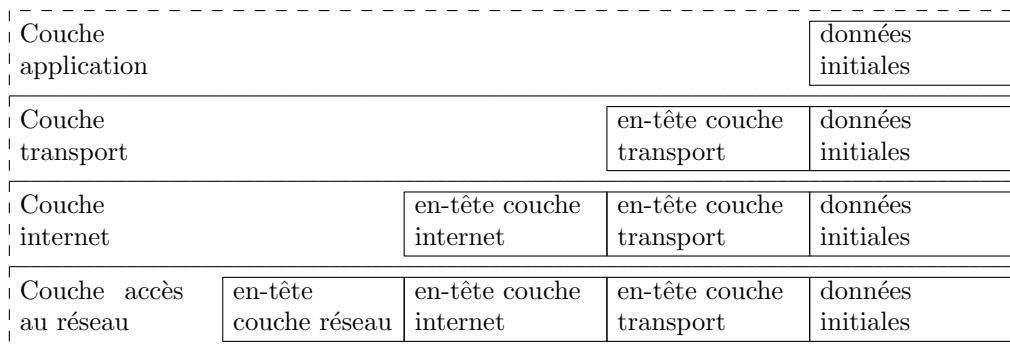 Couche données
application initiales
Couche en-tête couche données
transport transport initiales
Couche en-tête couche en-tête couche données
internet internet transport initiales
Couche accès en-tête en-tête couche en-tête couche données
au réseau couche réseau internet transport initiales